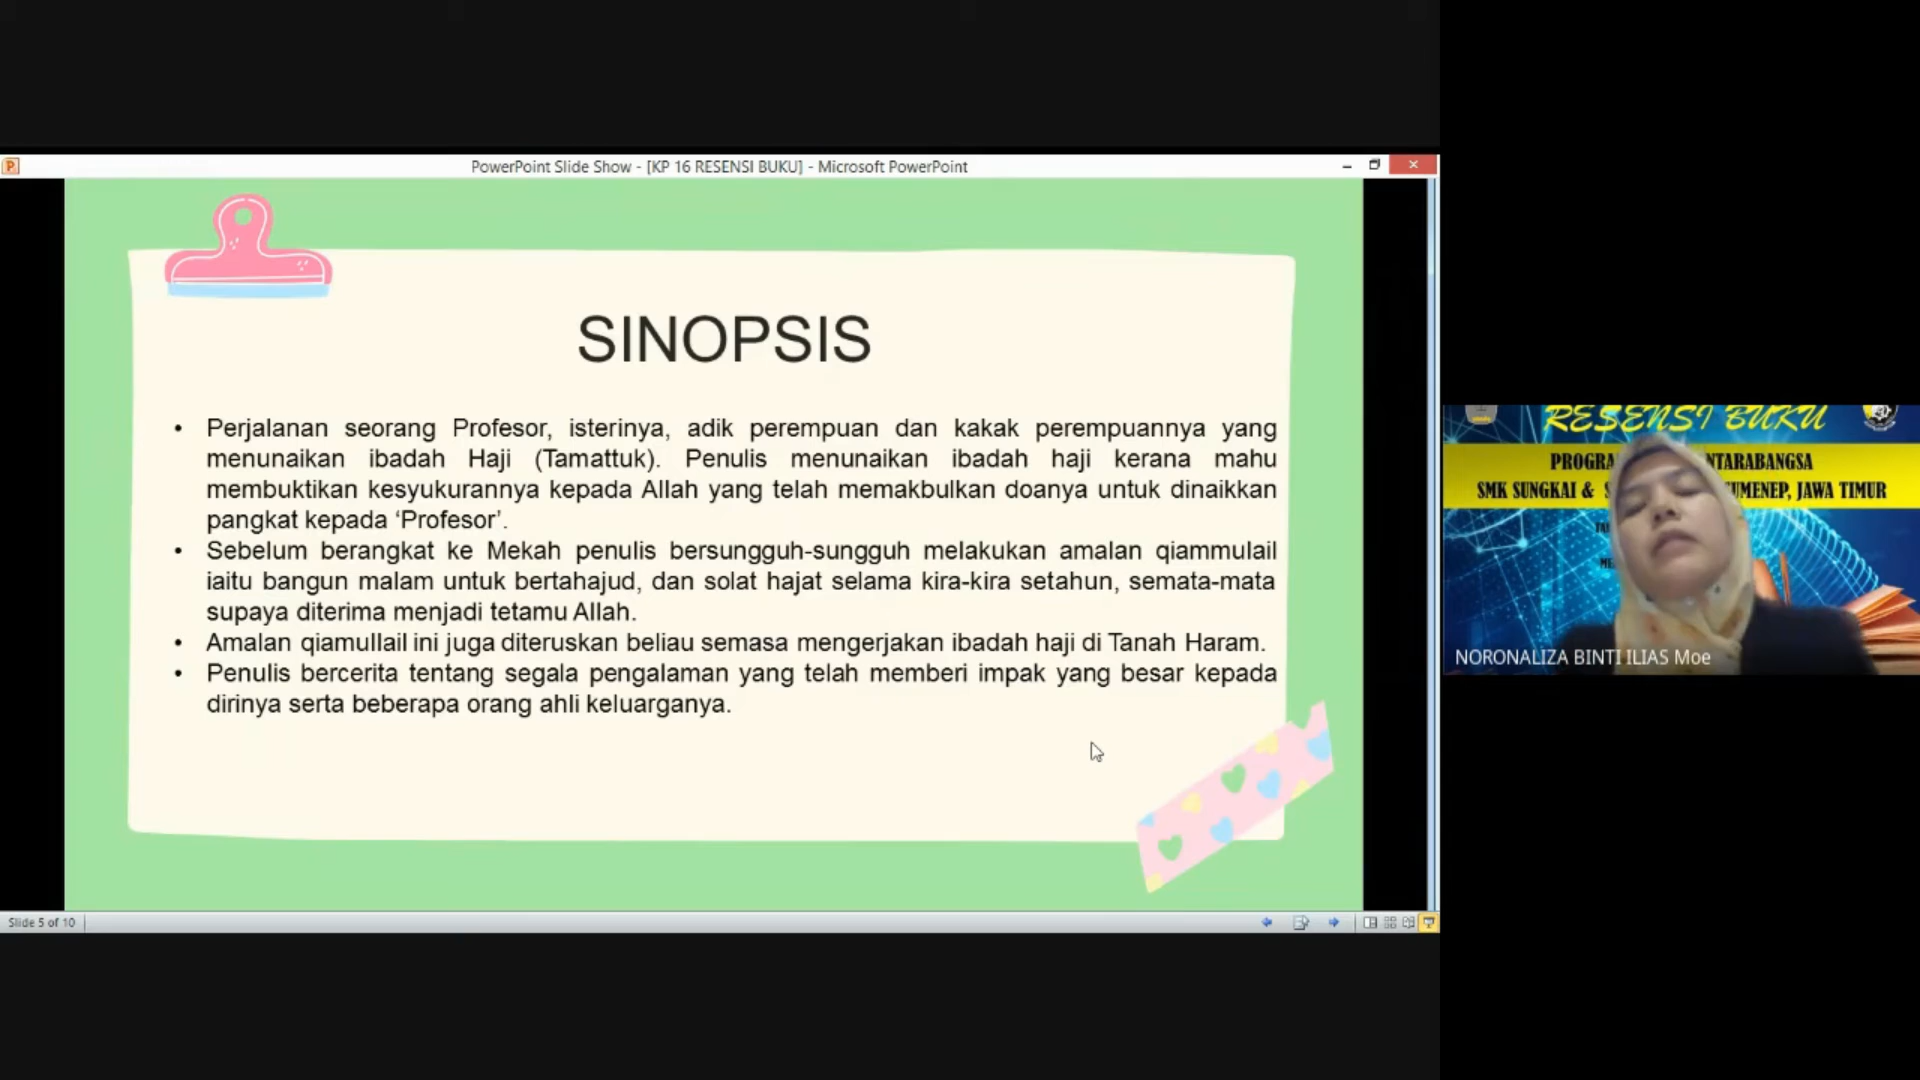 PowerPoint Slide Show - [KP 16 RESENSI BUKU] - Microsoft PowerPoint
SINOPSIS
• Perjalanan seorang Profesor, isterinya, adik perempuan dan kakak perempuannya yang
menunaikan ibadah Haji (Tamattuk). Penulis menunaikan ibadah haji kerana mahu
membuktikan kesyukurannya kepada Allah yang telah memakbulkan doanya untuk dinaikkan
pangkat kepada ‘Profesor’.
• Sebelum berangkat ke Mekah penulis bersungguh-sungguh melakukan amalan qiammulail
iaitu bangun malam untuk bertahajud, dan solat hajat selama kira-kira setahun, semata-mata
supaya diterima menjadi tetamu Allah.
• Amalan qiamullail ini juga diteruskan beliau semasa mengerjakan ibadah haji di Tanah Haram.
• Penulis bercerita tentang segala pengalaman yang telah memberi impak yang besar kepada
dirinya serta beberapa orang ahli keluarganya.
Slide 5 of 10
RESENSI BUKU
SMK SUNGKAI & JAWA TIMUR
NORONALIZA BINTI ILIAS Moe